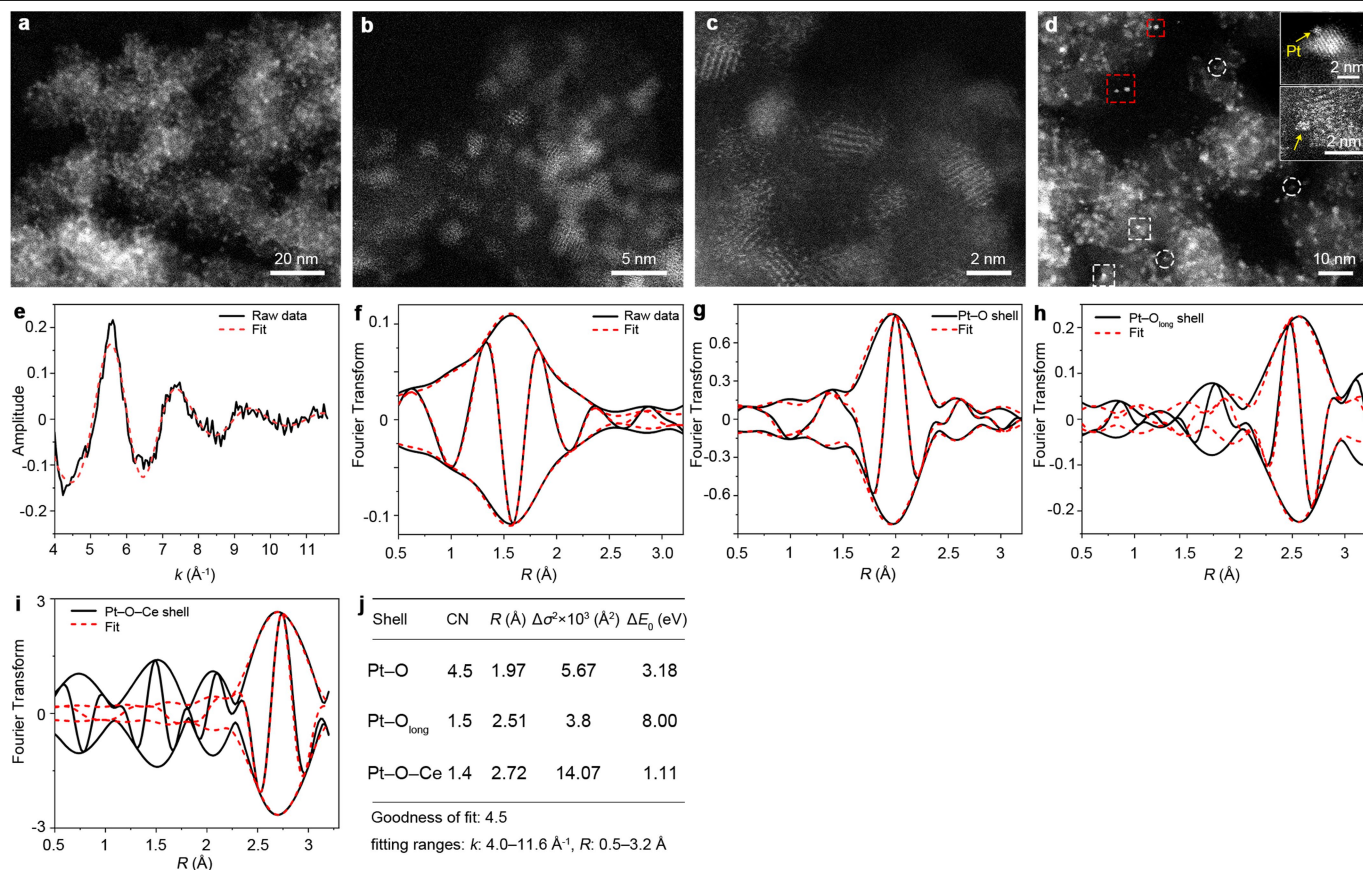 a
20 nm
b
5 nm
c
2 nm
d
Pt
2 nm
2 nm
10 nm
e
Raw data
Fit
0.2
0.1
0
-0.1
-0.2
Amplitude
4 5 6 7 8 9 10 11
k (Å-1)
f
Raw data
Fit
0.1
0
-0.1
Fourier Transform
0.5 1 1.5 2 2.5 3.0
R (Å)
g
Pt–O shell
Fit
0.6
0.3
0
-0.3
-0.6
Fourier Transform
0.5 1.0 1.5 2 2.5 3.0
R (Å)
h
Pt–Olong shell
Fit
0.2
0.1
0
-0.1
-0.2
Fourier Transform
0.5 1 1.5 2 2.5 3
R (Å)
i
Pt–O–Ce shell
Fit
3
0
-3
Fourier Transform
0.5 1 1.5 2 2.5 3
R (Å)
j
Shell CN R (Å) Δσ²×10³ (Å²) ΔE0 (eV)
Pt–O 4.5 1.97 5.67 3.18
Pt–Olong 1.5 2.51 3.8 8.00
Pt–O–Ce 1.4 2.72 14.07 1.11
Goodness of fit: 4.5
fitting ranges: k: 4.0–11.6 Å-1, R: 0.5–3.2 Å